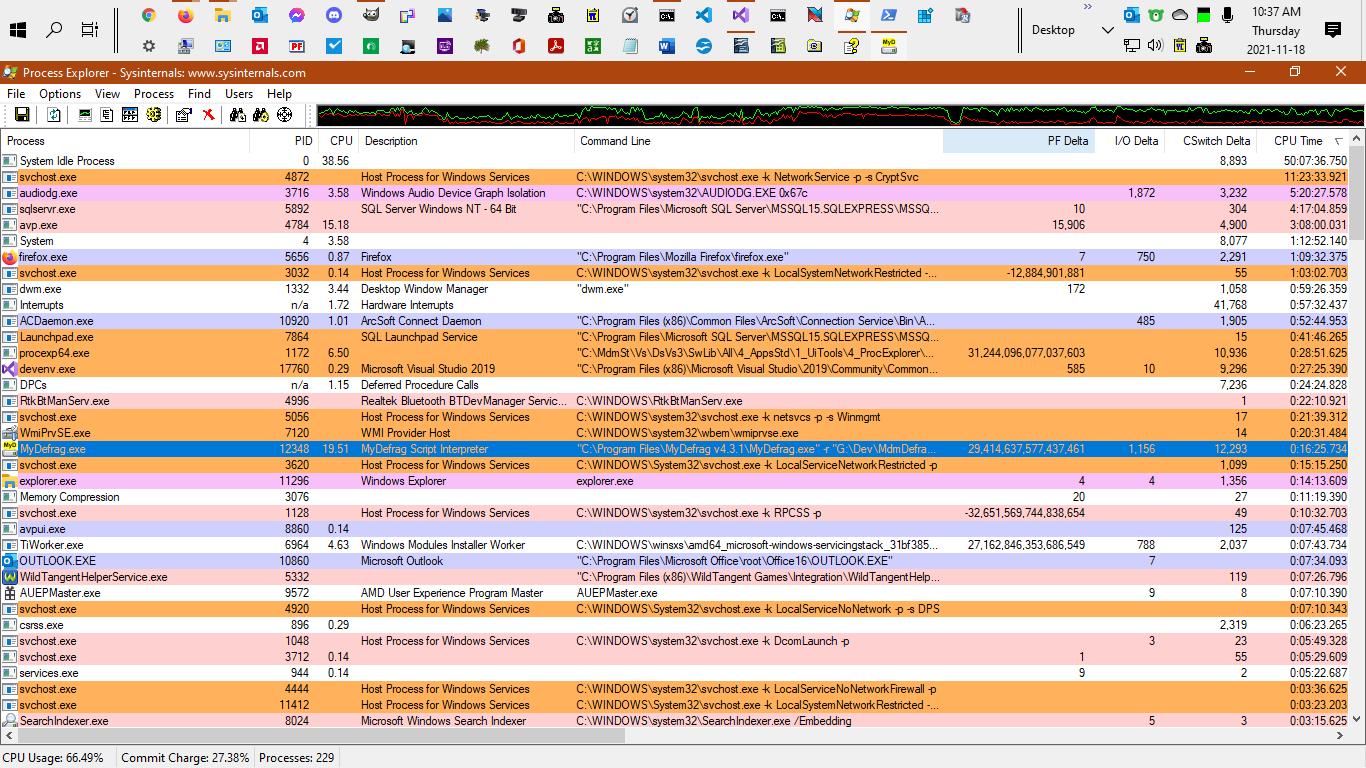 10:37 AM
Desktop
Thursday
2021-11-18
Process Explorer - Sysinternals: www.sysinternals.com
File Options View Process Find Users Help
Process PID CPU Description Command Line PF Delta I/O Delta CSwitch Delta CPU Time
System Idle Process 0 38.56 8,893 50:07:36.750
svchost.exe 4872 Host Process for Windows Services C:\WINDOWS\system32\svchost.exe -k NetworkService -p -s CryptSvc 11:23:33.921
audiodg.exe 3716 3.58 Windows Audio Device Graph Isolation C:\WINDOWS\system32\AUDIODG.EXE 0x67c 1,872 3,232 5:20:27.578
sqlservr.exe 5892 SQL Server Windows NT - 64 Bit "C:\Program Files\Microsoft SQL Server\MSSQL15.SQLEXPRESS\MSSQ... 10 304 4:17:04.859
avp.exe 4784 15.18 15,906 4,900 3:08:00.031
System 4 3.58 8,077 1:12:52.140
firefox.exe 5656 0.87 Firefox "C:\Program Files\Mozilla Firefox\firefox.exe" 7 750 2,291 1:09:32.375
svchost.exe 3032 0.14 Host Process for Windows Services C:\WINDOWS\system32\svchost.exe -k LocalSystemNetworkRestricted -... -12,884,901,881 55 1:03:02.703
dwm.exe 1332 3.44 Desktop Window Manager "dwm.exe" 172 1,058 0:59:26.359
Interrupts n/a 1.72 Hardware Interrupts 41,768 0:57:32.437
ACDaemon.exe 10920 1.01 ArcSoft Connect Daemon "C:\Program Files (x86)\Common Files\ArcSoft\Connection Service\Bin\A... 485 1,905 0:52:44.953
Launchpad.exe 7864 SQL Launchpad Service "C:\Program Files\Microsoft SQL Server\MSSQL15.SQLEXPRESS\MSSQ... 15 0:41:46.265
procexp64.exe 1172 6.50 "C:\MdmSt\Vs\DsVs3\SwLib\All\4_AppsStd\1_UiTools\4_ProcExplorer\... 31,244,096,077,037,603 10,936 0:28:51.625
devenv.exe 17760 0.29 Microsoft Visual Studio 2019 "C:\Program Files (x86)\Microsoft Visual Studio\2019\Community\Common... 585 10 9,296 0:27:25.390
DPCs n/a 1.15 Deferred Procedure Calls 7,236 0:24:24.828
RtkBtManServ.exe 4996 Realtek Bluetooth BTDevManager Servic... C:\WINDOWS\RtkBtManServ.exe 1 0:22:10.921
svchost.exe 5056 Host Process for Windows Services C:\WINDOWS\system32\svchost.exe -k netsvcs -p -s Winmgmt 17 0:21:39.312
WmiPrvSE.exe 7120 WMI Provider Host C:\WINDOWS\system32\wbem\wmiprvse.exe 14 0:20:31.484
MyDefrag.exe 12348 19.51 MyDefrag Script Interpreter "C:\Program Files\MyDefrag v4.3.1\MyDefrag.exe" -r "G:\Dev\MdmDefra... 29,414,637,577,437,461 1,156 12,293 0:16:25.734
svchost.exe 3620 Host Process for Windows Services C:\WINDOWS\System32\svchost.exe -k LocalServiceNetworkRestricted -p 1,099 0:15:15.250
explorer.exe 11296 Windows Explorer explorer.exe 4 4 1,356 0:14:13.609
Memory Compression 3076 20 27 0:11:19.390
svchost.exe 1128 Host Process for Windows Services C:\WINDOWS\system32\svchost.exe -k RPCSS -p -32,651,569,744,838,654 49 0:10:32.703
avpui.exe 8860 0.14 125 0:07:45.468
TiWorker.exe 6964 4.63 Windows Modules Installer Worker C:\WINDOWS\winsxs\amd64_microsoft-windows-servicingstack_31bf385... 27,162,846,353,686,549 788 2,037 0:07:43.734
OUTLOOK.EXE 10860 Microsoft Outlook "C:\Program Files\Microsoft Office\root\Office16\OUTLOOK.EXE" 7 0:07:34.093
WildTangentHelperService.exe 5332 "C:\Program Files (x86)\WildTangent Games\Integration\WildTangentHelp... 119 0:07:26.796
AUEPMaster.exe 9572 AMD User Experience Program Master AUEPMaster.exe 9 8 0:07:10.390
svchost.exe 4920 Host Process for Windows Services C:\WINDOWS\System32\svchost.exe -k LocalServiceNoNetwork -p -s DPS 0:07:10.343
csrss.exe 896 0.29 2,319 0:06:23.265
svchost.exe 1048 Host Process for Windows Services C:\WINDOWS\system32\svchost.exe -k DcomLaunch -p 3 23 0:05:49.328
svchost.exe 3712 0.14 1 55 0:05:29.609
services.exe 944 0.14 9 2 0:05:22.687
svchost.exe 4444 Host Process for Windows Services C:\WINDOWS\system32\svchost.exe -k LocalServiceNoNetworkFirewall -p 0:03:36.625
svchost.exe 11412 Host Process for Windows Services C:\WINDOWS\System32\svchost.exe -k LocalSystemNetworkRestricted -... 0:03:23.203
SearchIndexer.exe 8024 Microsoft Windows Search Indexer C:\WINDOWS\system32\SearchIndexer.exe /Embedding 5 3 0:03:15.625
CPU Usage: 66.49% Commit Charge: 27.38% Processes: 229